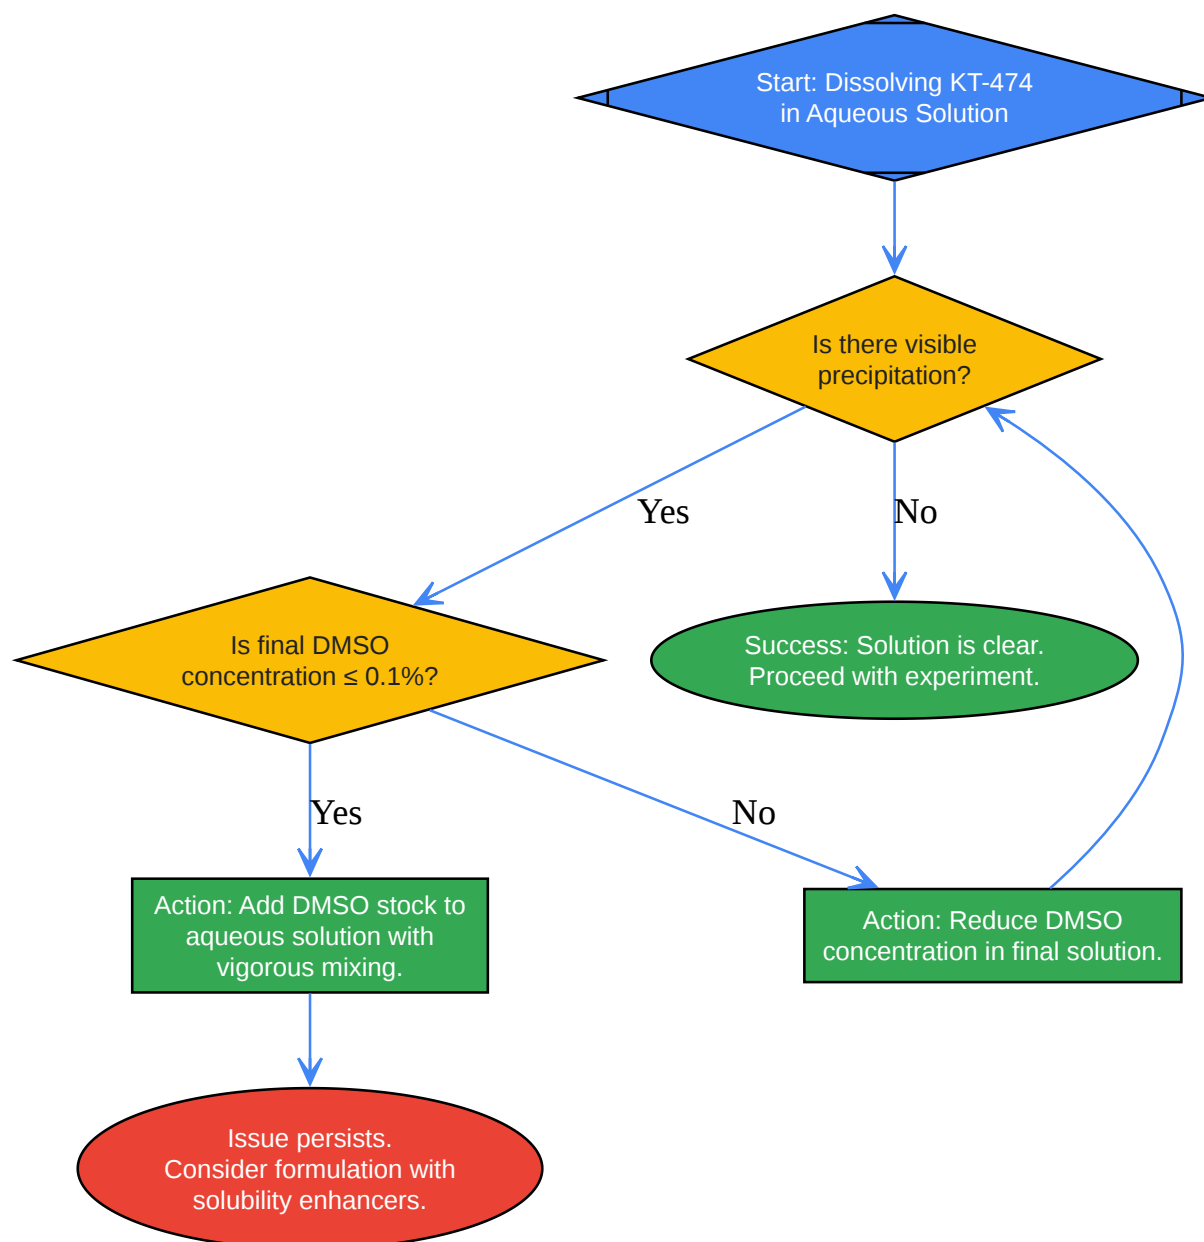 Start: Dissolving KT-474
in Aqueous Solution
Is there visible
precipitation?
Yes
No
Is final DMSO
concentration ≤ 0.1%?
Success: Solution is clear.
Proceed with experiment.
Yes
No
Action: Add DMSO stock to
aqueous solution with
vigorous mixing.
Action: Reduce DMSO
concentration in final solution.
Issue persists.
Consider formulation with
solubility enhancers.